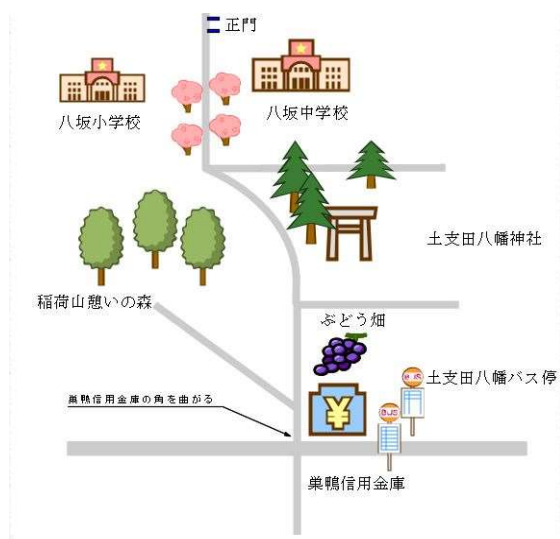 正門
八坂小学校
八坂中学校
土支田八幡神社
稲荷山憩いの森
ぶどう畑
土支田八幡バス停
巣鴨信用金庫の角を曲がる
¥
BUS
BUS
巣鴨信用金庫